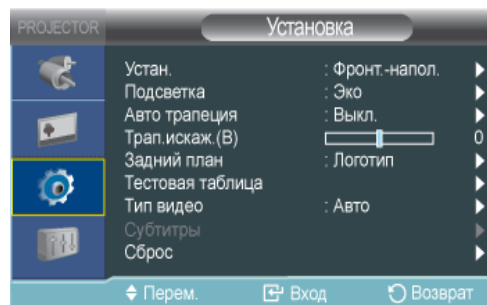 PROJECTOR Установка
Устан. : Фронт.-напол.
Подсветка : Эко
Авто трапеция : Выкл.
Трап.искаж.(В) 0
Задний план : Логотип
Тестовая таблица
Тип видео : Авто
Субтитры
Сброс
Перем. Вход Возврат